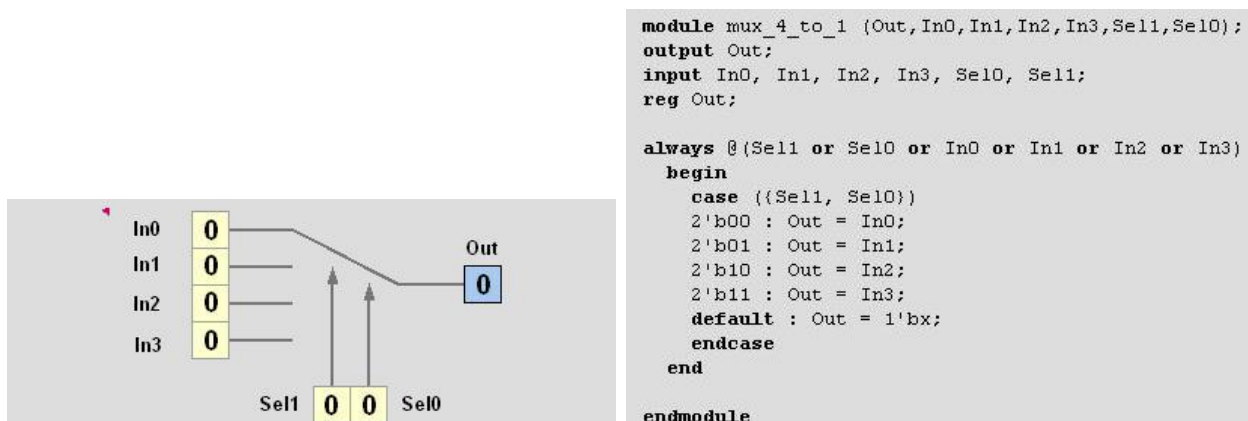 In0 0
In1 0
In2 0
In3 0
Out
0
Sel1 0 0 Sel0
module mux_4_to_1 (Out,In0,In1,In2,In3,Sel1,Sel0);
output Out;
input In0, In1, In2, In3, Sel0, Sel1;
reg Out;
always @(Sel1 or Sel0 or In0 or In1 or In2 or In3)
begin
case ({Sel1, Sel0})
2'b00 : Out = In0;
2'b01 : Out = In1;
2'b10 : Out = In2;
2'b11 : Out = In3;
default : Out = 1'bx;
endcase
end
endmodule